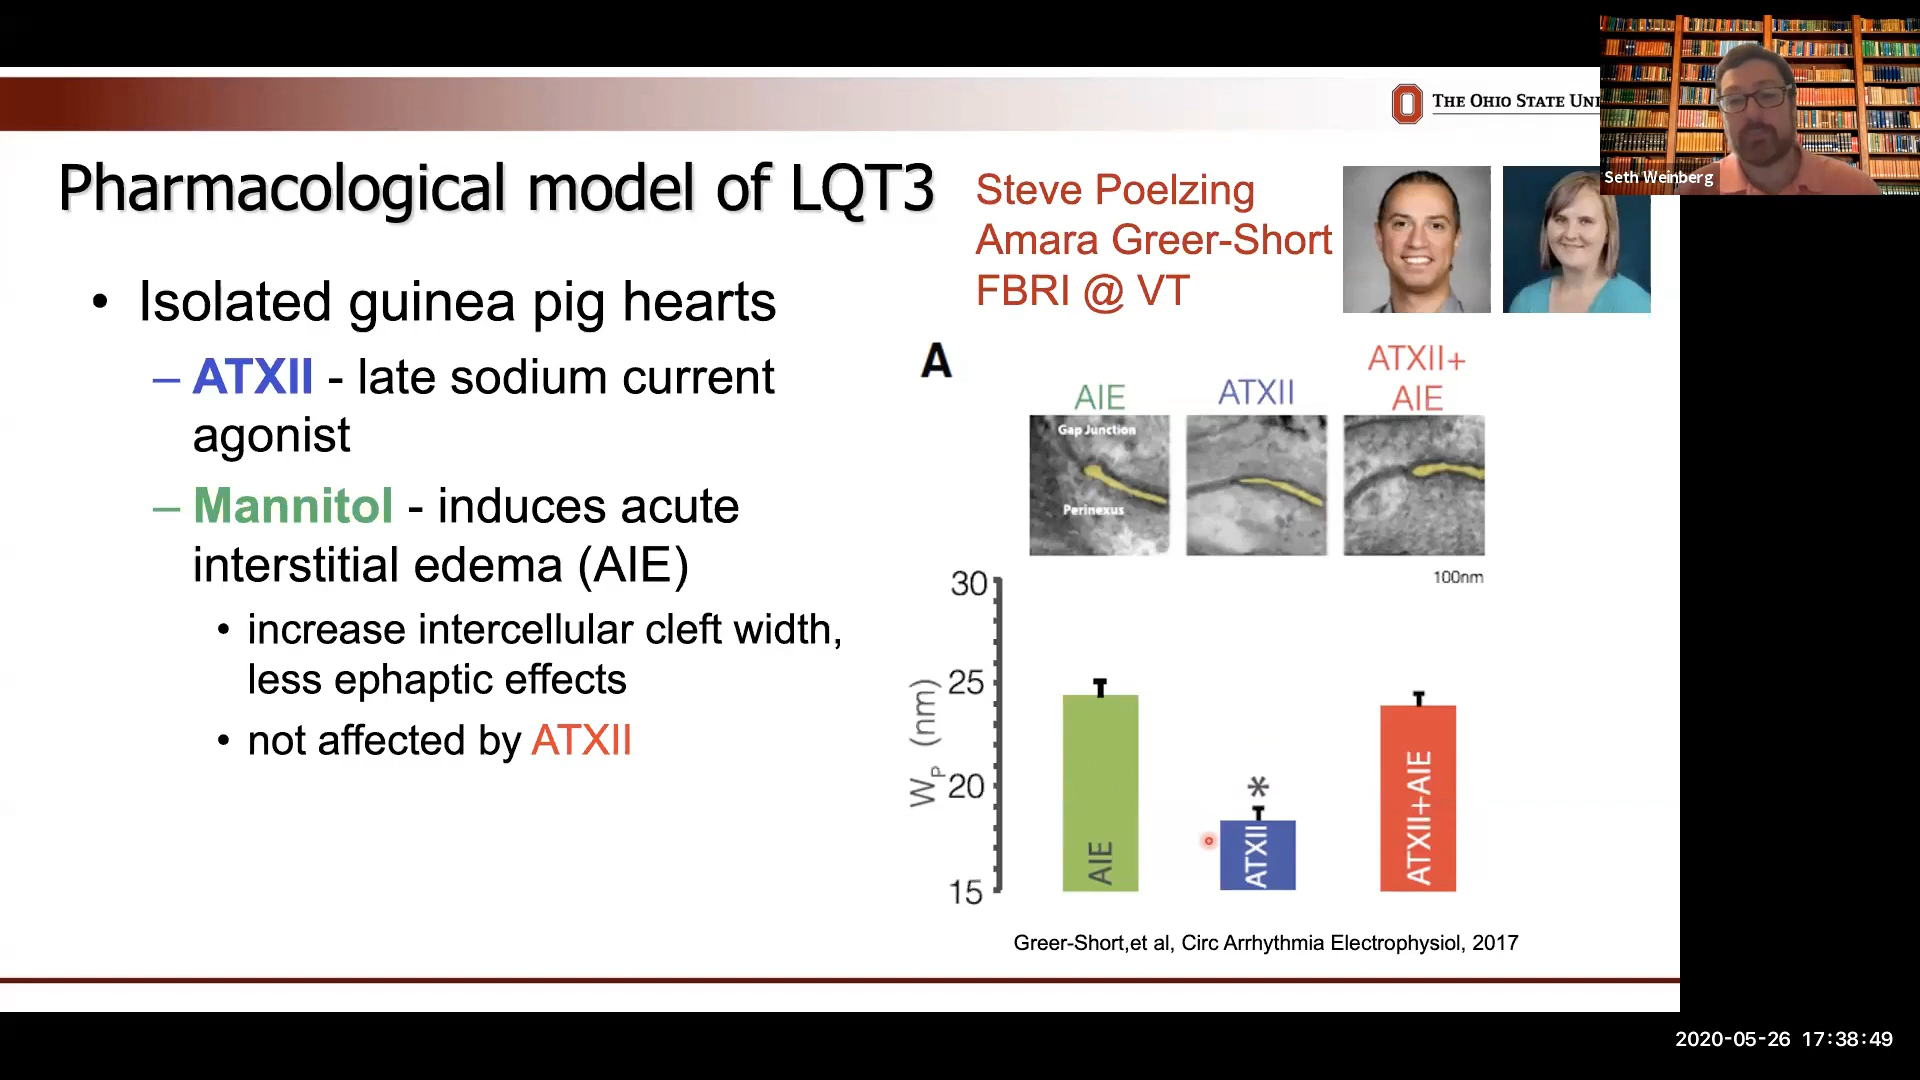 THE OHIO STATE
Seth Weinberg
Pharmacological model of LQT3
Steve Poelzing
Amara Greer-Short
FBRI @ VT
• Isolated guinea pig hearts
– ATXII - late sodium current
agonist
– Mannitol - induces acute
interstitial edema (AIE)
• increase intercellular cleft width,
less ephaptic effects
• not affected by ATXII
A
AIE
ATXII
ATXII+
AIE
Gap Junction
Perinexus
100nm
30
25
20
15
WP (nm)
AIE
*
ATXII
ATXII+AIE
Greer-Short,et al, Circ Arrhythmia Electrophysiol, 2017
2020-05-26 17:38:49